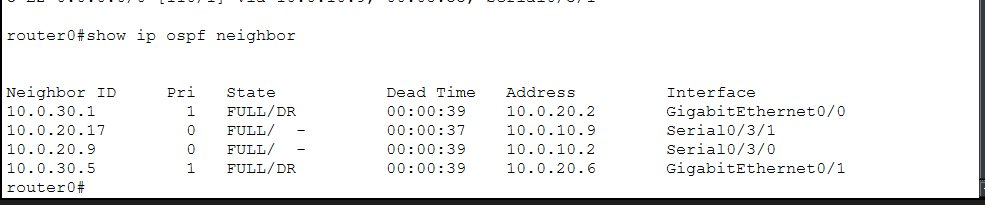 router0#show ip ospf neighbor
Neighbor ID     Pri   State           Dead Time   Address         Interface
10.0.30.1         1   FULL/DR         00:00:39    10.0.20.2       GigabitEthernet0/0
10.0.20.17        0   FULL/  -        00:00:37    10.0.10.9       Serial0/3/1
10.0.20.9         0   FULL/  -        00:00:39    10.0.10.2       Serial0/3/0
10.0.30.5         1   FULL/DR         00:00:39    10.0.20.6       GigabitEthernet0/1
router0#